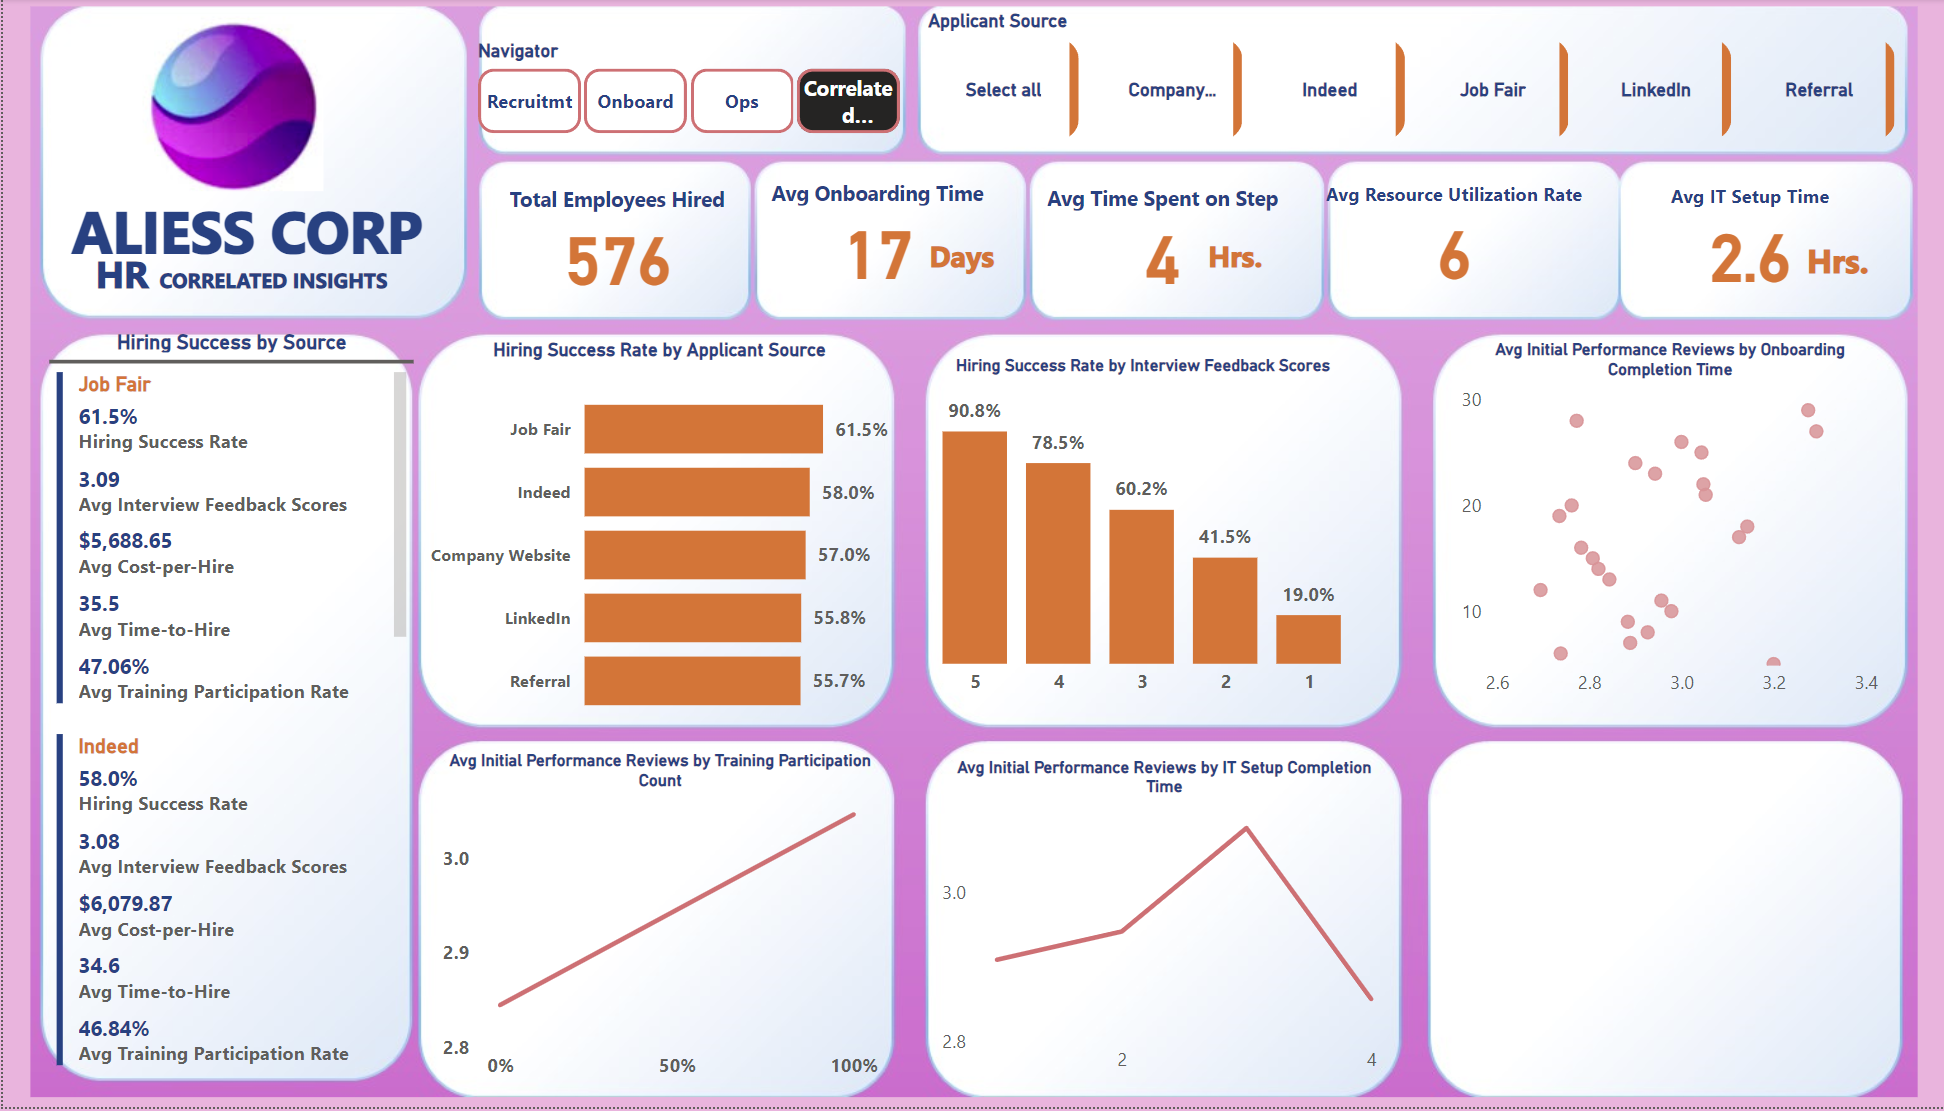 ALIESS CORP
HR CORRELATED INSIGHTS
Navigator
Recruitmt
Onboard
Ops
Correlate
d...
Applicant Source
Select all
Company...
Indeed
Job Fair
LinkedIn
Referral
Total Employees Hired
576
Avg Onboarding Time
17 Days
Avg Time Spent on Step
4 Hrs.
Avg Resource Utilization Rate
6
Avg IT Setup Time
2.6 Hrs.
Hiring Success by Source
Job Fair
61.5%
Hiring Success Rate
3.09
Avg Interview Feedback Scores
$5,688.65
Avg Cost-per-Hire
35.5
Avg Time-to-Hire
47.06%
Avg Training Participation Rate
Indeed
58.0%
Hiring Success Rate
3.08
Avg Interview Feedback Scores
$6,079.87
Avg Cost-per-Hire
34.6
Avg Time-to-Hire
46.84%
Avg Training Participation Rate
Hiring Success Rate by Applicant Source
Job Fair 61.5%
Indeed 58.0%
Company Website 57.0%
LinkedIn 55.8%
Referral 55.7%
Hiring Success Rate by Interview Feedback Scores
90.8%
78.5%
60.2%
41.5%
19.0%
5 4 3 2 1
Avg Initial Performance Reviews by Onboarding
Completion Time
30
20
10
2.6 2.8 3.0 3.2 3.4
Avg Initial Performance Reviews by Training Participation
Count
3.0
2.9
2.8
0% 50% 100%
Avg Initial Performance Reviews by IT Setup Completion
Time
3.0
2.8
2 4